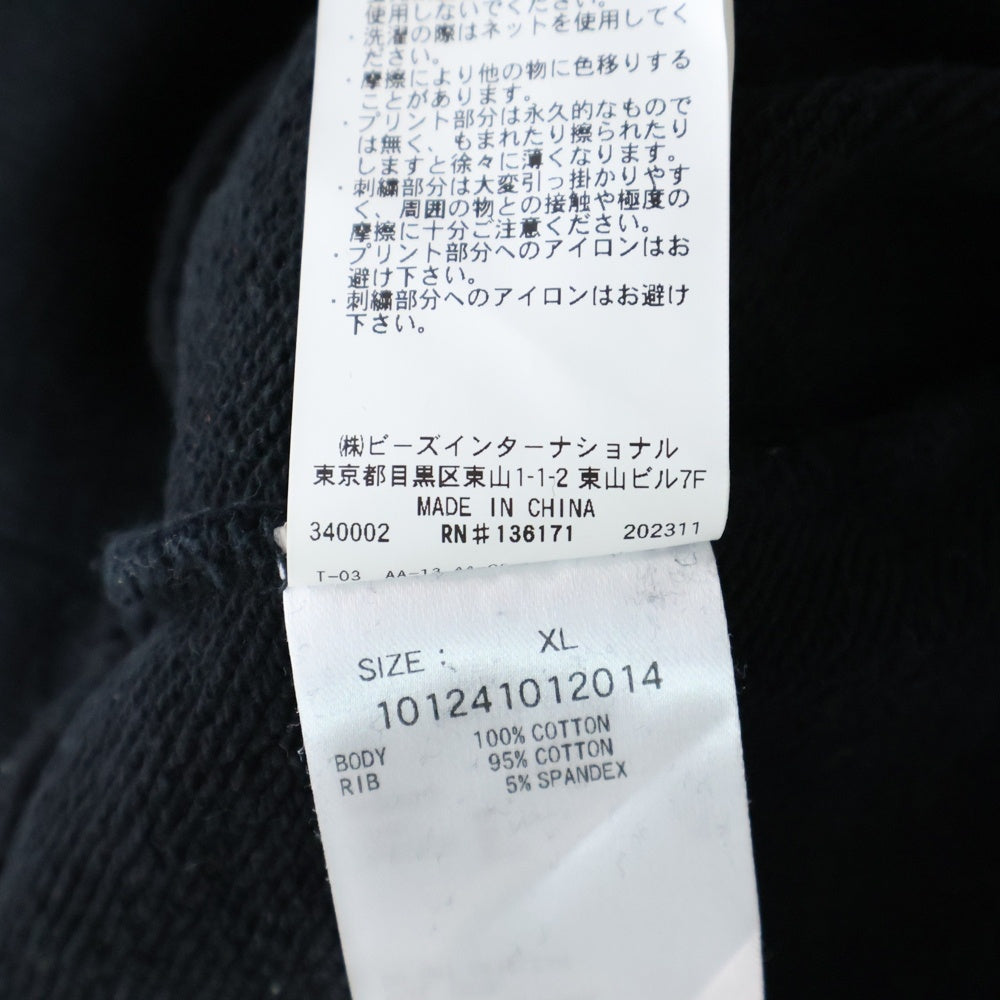 使用しないでください。
・洗濯の際はネットを使用してく
ださい。
・摩擦により他の物に色移りする
ことがあります。
・プリント部分は永久的なもので
は無く、もまれたり擦られたり
しますと徐々に薄くなります。
・刺繍部分は大変引っ掛かりやす
く、周囲の物との接触や極度の
摩擦に十分ご注意ください。
・プリント部分へのアイロンはお
避け下さい。
・刺繍部分へのアイロンはお避け
下さい。
㈱ビーズインターナショナル
東京都目黒区東山1-1-2 東山ビル7F
MADE IN CHINA
340002 RN#136171 202311
T-03 AA-13
SIZE: XL
101241012014
BODY 100% COTTON
RIB 95% COTTON
5% SPANDEX